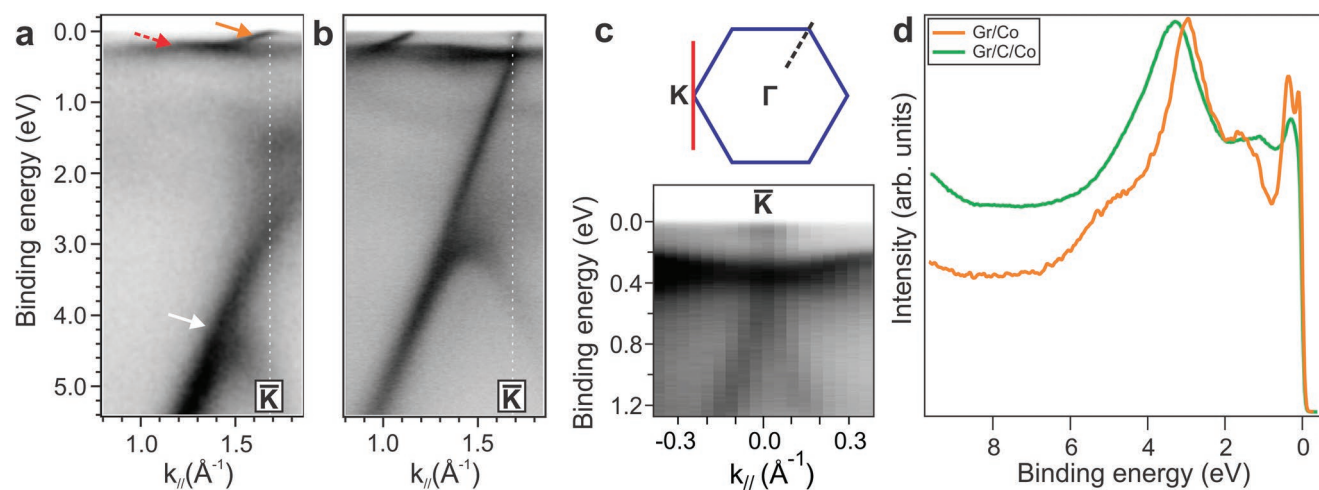 a
0.0
1.0
2.0
3.0
4.0
5.0
Binding energy (eV)
K̅
1.0 1.5
k//(Å⁻¹)
b
K̅
1.0 1.5
k//(Å⁻¹)
c
K
Γ
K̅
0.0
0.4
0.8
1.2
Binding energy (eV)
-0.3 0.0 0.3
k// (Å⁻¹)
d
Gr/Co
Gr/C/Co
Intensity (arb. units)
8 6 4 2 0
Binding energy (eV)